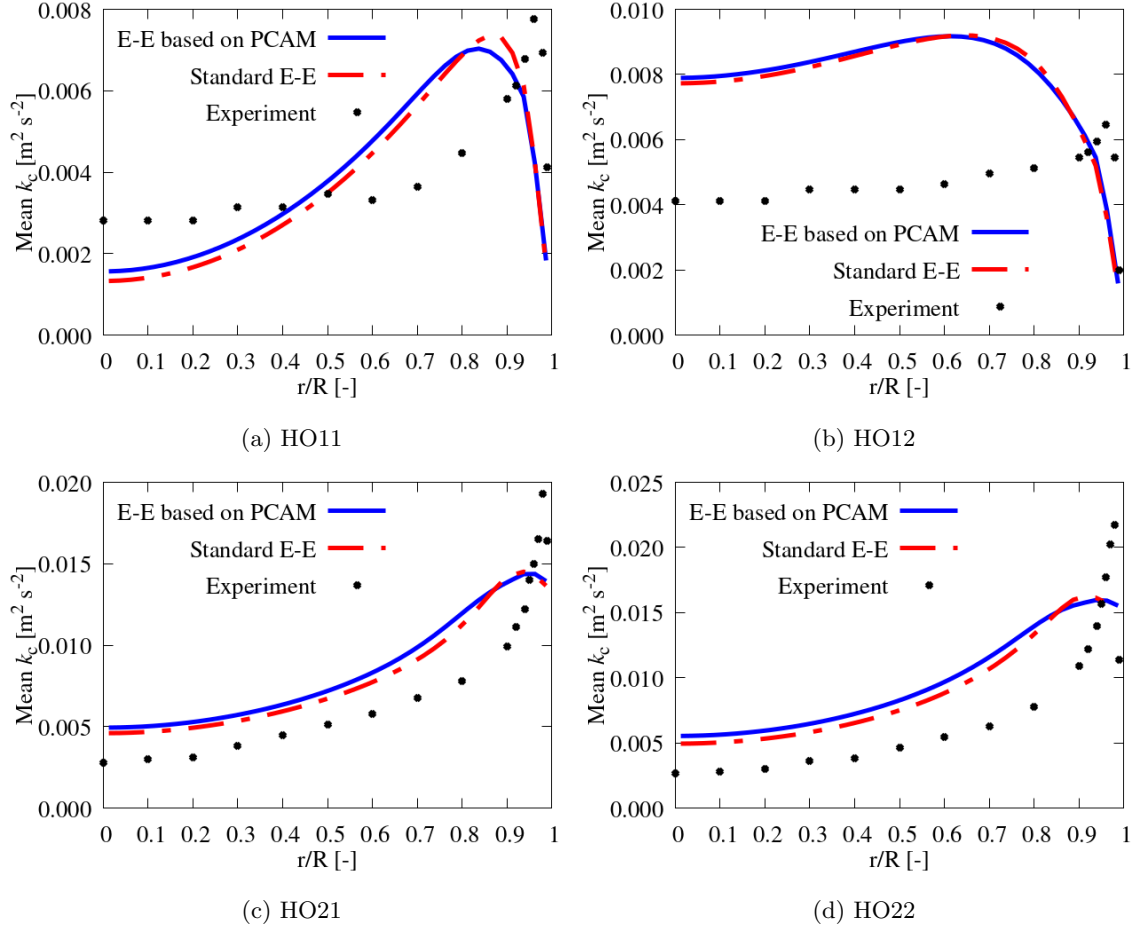 0.008
0.006
0.004
0.002
0.000
Mean k_c [m² s⁻²]
E-E based on PCAM
Standard E-E
Experiment
0 0.1 0.2 0.3 0.4 0.5 0.6 0.7 0.8 0.9 1
r/R [-]
(a) HO11
0.010
0.008
0.006
0.004
0.002
0.000
Mean k_c [m² s⁻²]
E-E based on PCAM
Standard E-E
Experiment
0 0.1 0.2 0.3 0.4 0.5 0.6 0.7 0.8 0.9 1
r/R [-]
(b) HO12
0.020
0.015
0.010
0.005
0.000
Mean k_c [m² s⁻²]
E-E based on PCAM
Standard E-E
Experiment
0 0.1 0.2 0.3 0.4 0.5 0.6 0.7 0.8 0.9 1
r/R [-]
(c) HO21
0.025
0.020
0.015
0.010
0.005
0.000
Mean k_c [m² s⁻²]
E-E based on PCAM
Standard E-E
Experiment
0 0.1 0.2 0.3 0.4 0.5 0.6 0.7 0.8 0.9 1
r/R [-]
(d) HO22